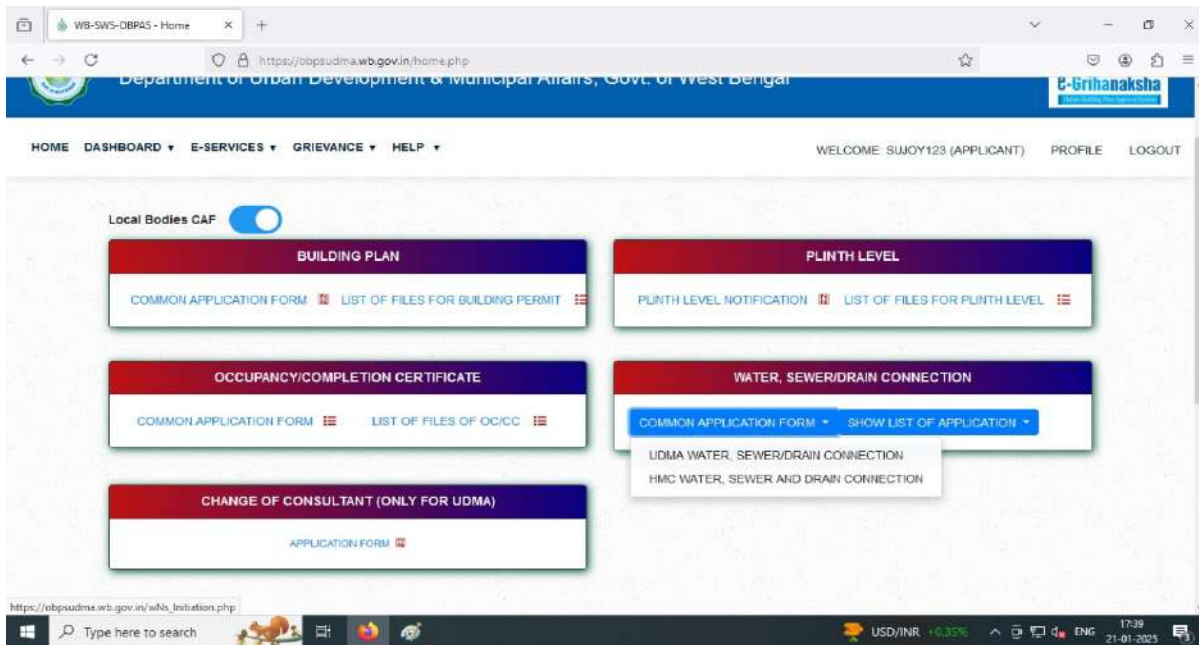 WB-SWS-OBPAS - Home
https://obpsudma.wb.gov.in/home.php
Department of Urban Development & Municipal Affairs, Govt. of West Bengal
e-Grihanaksha
HOME DASHBOARD E-SERVICES GRIEVANCE HELP WELCOME: SUJOY123 (APPLICANT) PROFILE LOGOUT
Local Bodies CAF
BUILDING PLAN
COMMON APPLICATION FORM LIST OF FILES FOR BUILDING PERMIT
PLINTH LEVEL
PLINTH LEVEL NOTIFICATION LIST OF FILES FOR PLINTH LEVEL
OCCUPANCY/COMPLETION CERTIFICATE
COMMON APPLICATION FORM LIST OF FILES OF OC/CC
WATER, SEWER/DRAIN CONNECTION
COMMON APPLICATION FORM SHOW LIST OF APPLICATION
UDMA WATER, SEWER/DRAIN CONNECTION
HMC WATER, SEWER AND DRAIN CONNECTION
CHANGE OF CONSULTANT (ONLY FOR UDMA)
APPLICATION FORM
https://obpsudma.wb.gov.in/wNs_Initiation.php
Type here to search USD/INR +0.35% ENG 17:39
21-01-2025